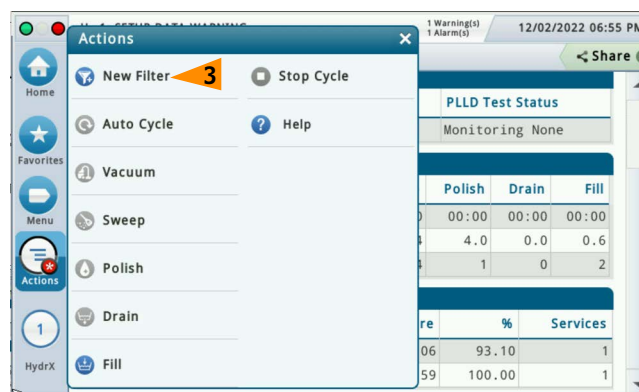 1 Warning(s)
1 Alarm(s)
12/02/2022 06:55 PM
Actions
×
Share
Home
New Filter
3
Stop Cycle
Auto Cycle
Help
PLLD Test Status
Monitoring None
Favorites
Vacuum
Polish Drain Fill
Menu
Sweep
00:00 00:00 00:00
4.0 0.0 0.6
Polish
1 0 2
Actions
Drain
re % Services
1
HydrX
Fill
06 93.10 1
59 100.00 1